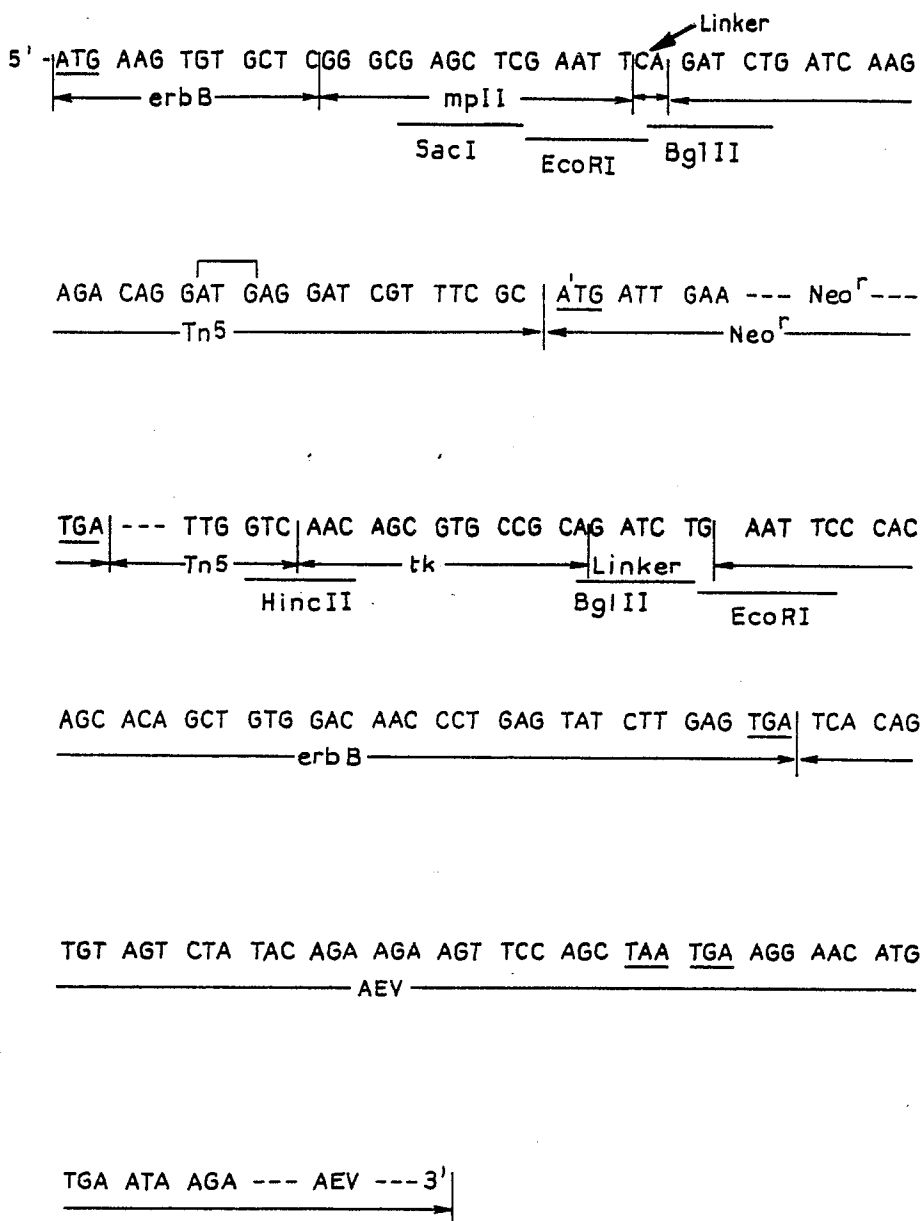 Linker
5' -ATG AAG TGT GCT CGG GCG AGC TCG AAT TCA GAT CTG ATC AAG
erbB mpII
SacI EcoRI BglII
AGA CAG GAT GAG GAT CGT TTC GC ATG ATT GAA --- Neoʳ ---
Tn5 Neoʳ
TGA --- TTG GTC AAC AGC GTG CCG CAG ATC TG AAT TCC CAC
Tn5 tk Linker
HincII BglII EcoRI
AGC ACA GCT GTG GAC AAC CCT GAG TAT CTT GAG TGA TCA CAG
erbB
TGT AGT CTA TAC AGA AGA AGT TCC AGC TAA TGA AGG AAC ATG
AEV
TGA ATA AGA --- AEV ---3'